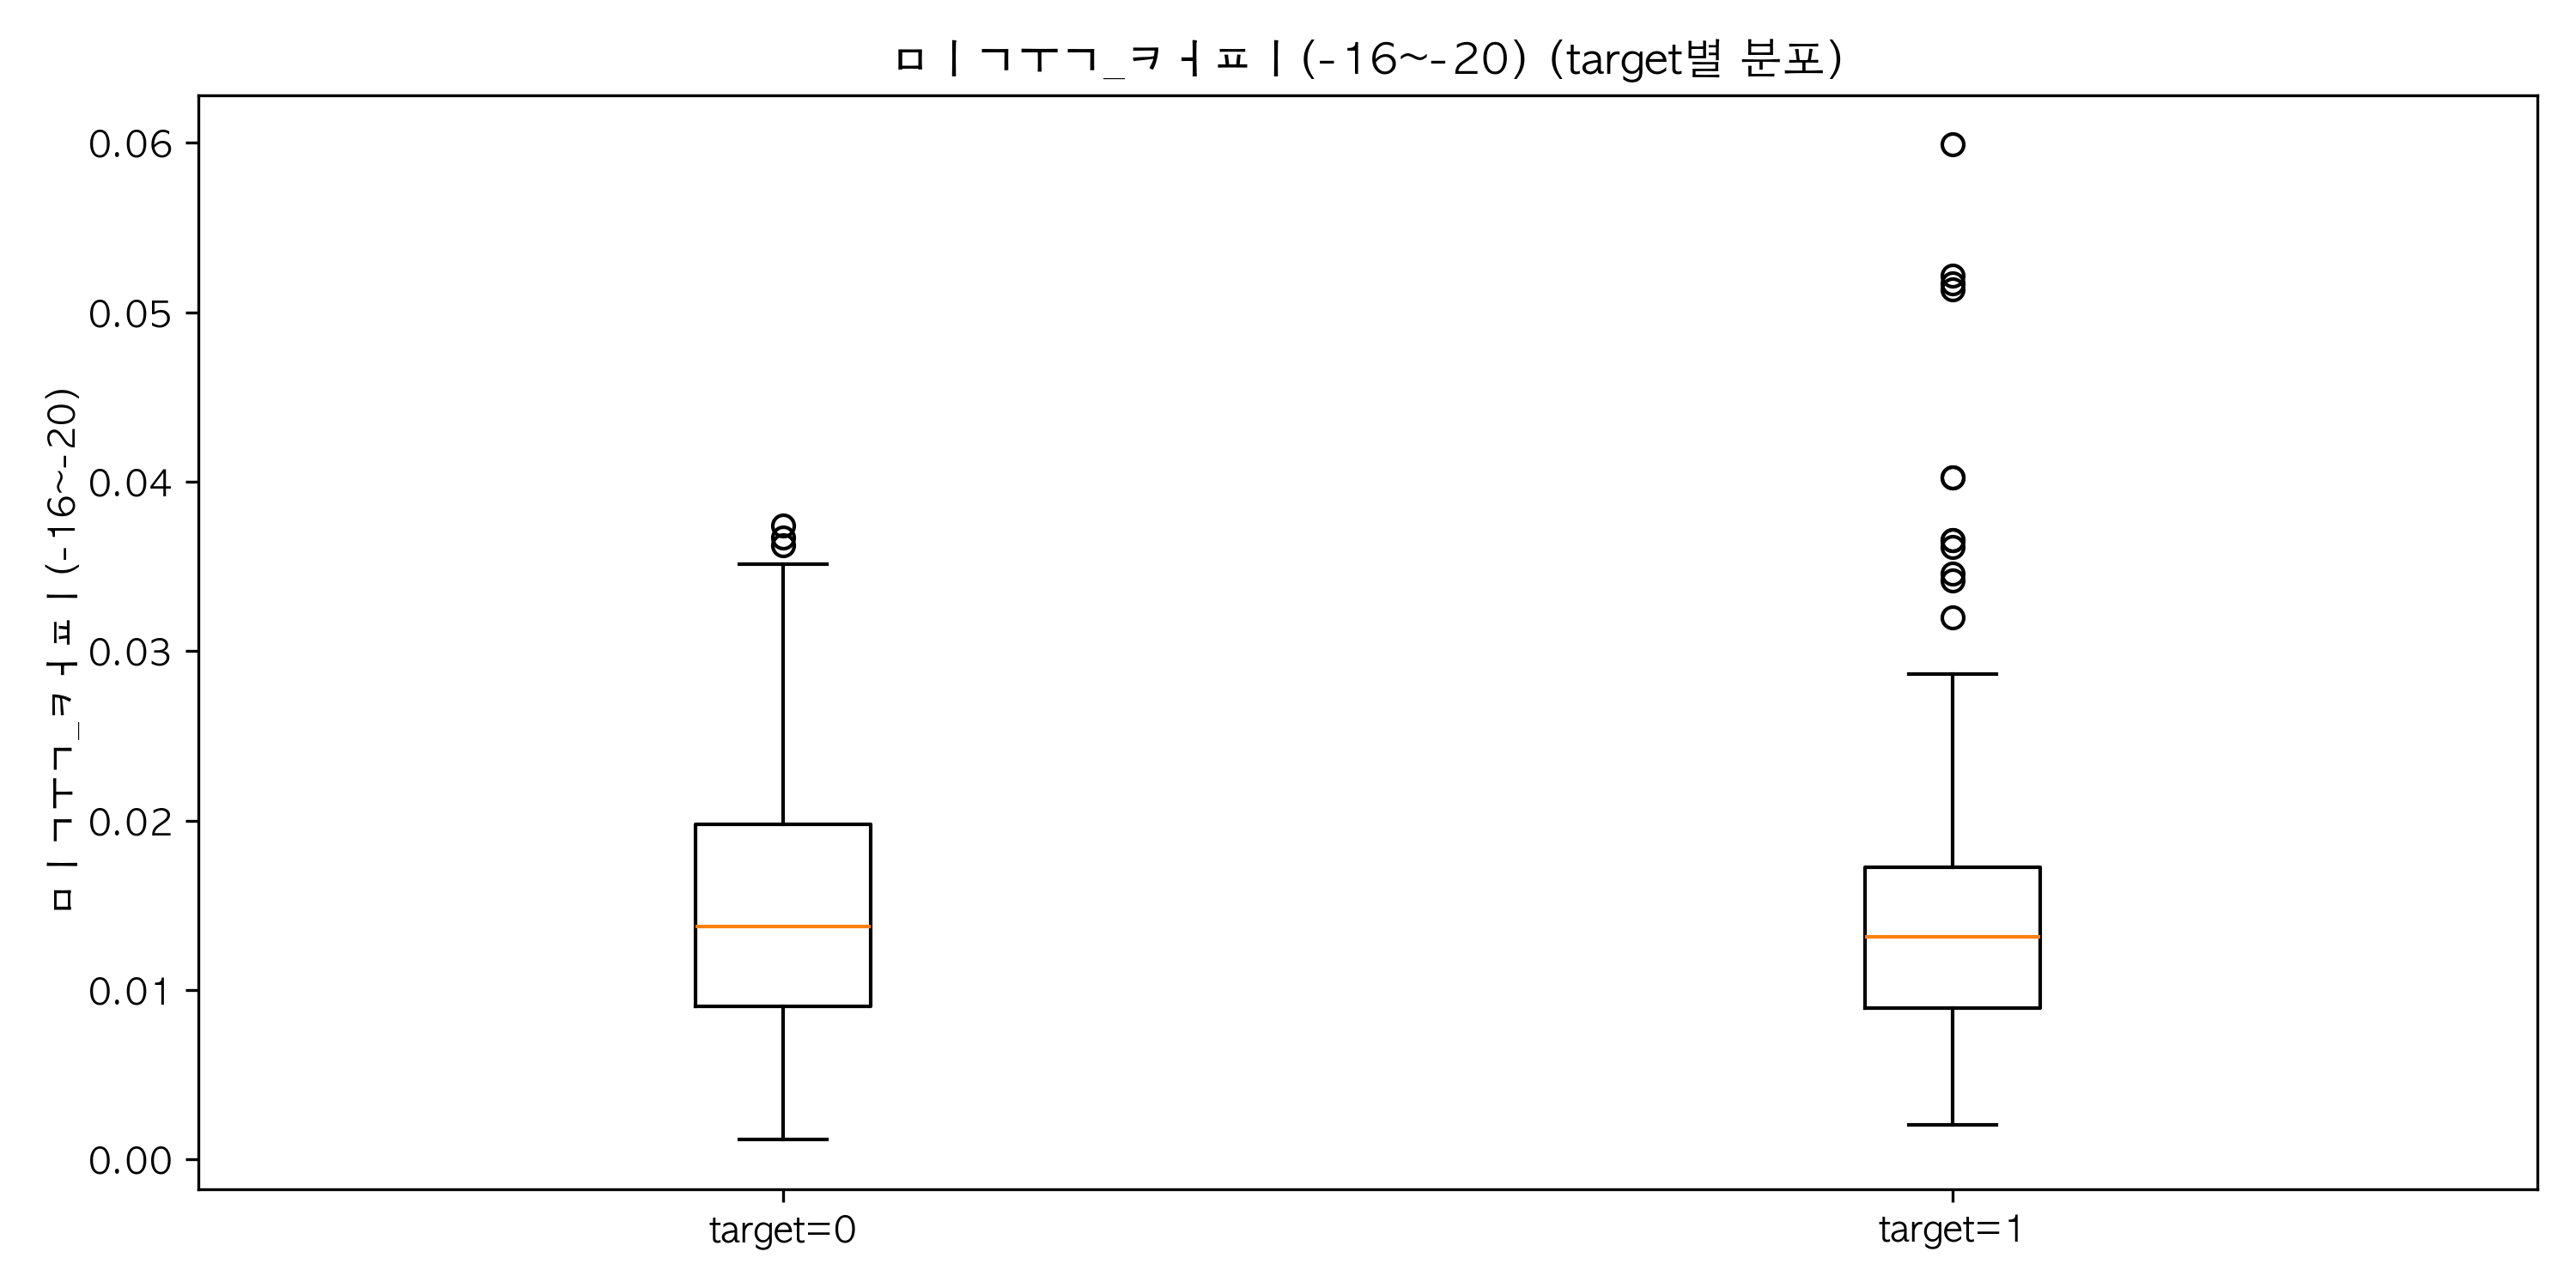 ㅁㅣㄱㅜㄱ_ㅋㅓㅍㅣ(-16~-20) (target별 분포)
ㅁㅣㄱㅜㄱ_ㅋㅓㅍㅣ(-16~-20)
0.06
0.05
0.04
0.03
0.02
0.01
0.00
target=0
target=1